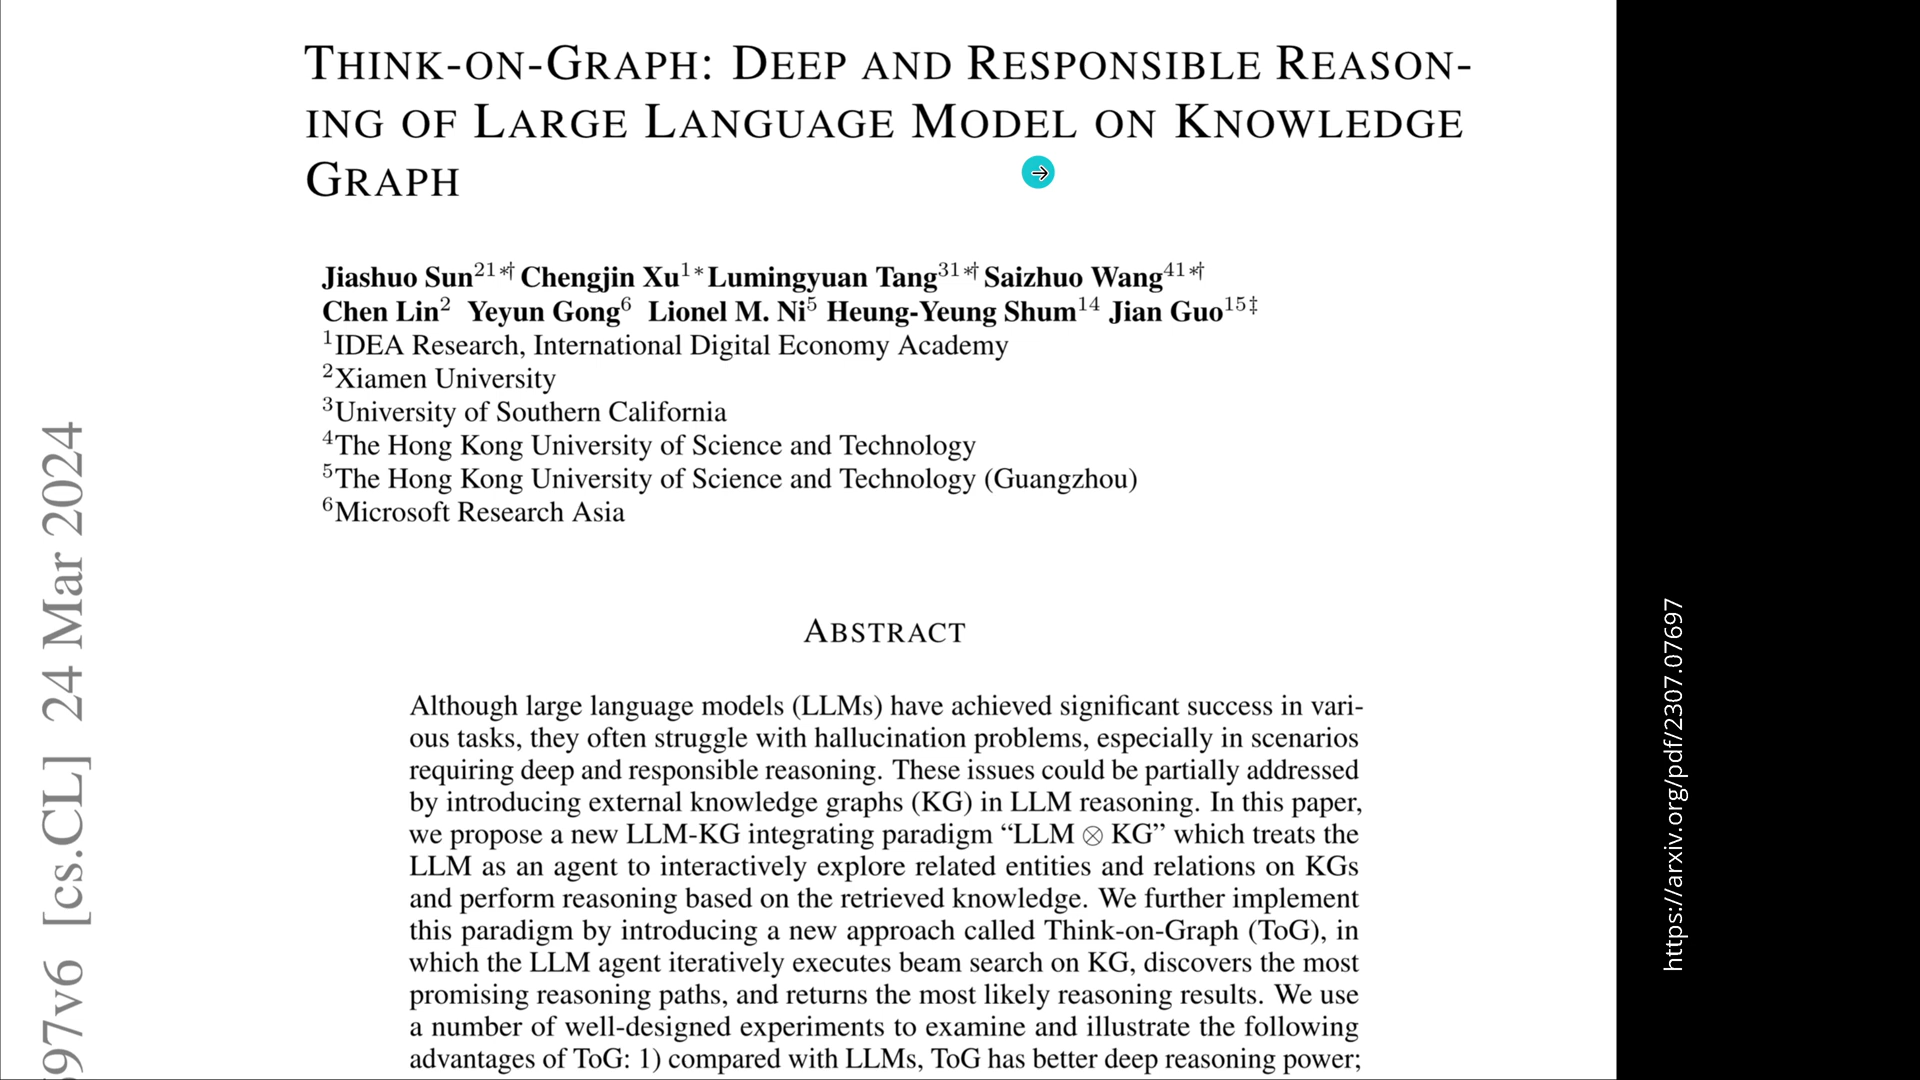 THINK-ON-GRAPH: DEEP AND RESPONSIBLE REASON-
ING OF LARGE LANGUAGE MODEL ON KNOWLEDGE
GRAPH
Jiashuo Sun21*† Chengjin Xu1* Lumingyuan Tang31*† Saizhuo Wang41*†
Chen Lin2 Yeyun Gong6 Lionel M. Ni5 Heung-Yeung Shum14 Jian Guo15‡
1IDEA Research, International Digital Economy Academy
2Xiamen University
3University of Southern California
4The Hong Kong University of Science and Technology
5The Hong Kong University of Science and Technology (Guangzhou)
6Microsoft Research Asia
ABSTRACT
Although large language models (LLMs) have achieved significant success in vari-
ous tasks, they often struggle with hallucination problems, especially in scenarios
requiring deep and responsible reasoning. These issues could be partially addressed
by introducing external knowledge graphs (KG) in LLM reasoning. In this paper,
we propose a new LLM-KG integrating paradigm “LLM ⊗ KG” which treats the
LLM as an agent to interactively explore related entities and relations on KGs
and perform reasoning based on the retrieved knowledge. We further implement
this paradigm by introducing a new approach called Think-on-Graph (ToG), in
which the LLM agent iteratively executes beam search on KG, discovers the most
promising reasoning paths, and returns the most likely reasoning results. We use
a number of well-designed experiments to examine and illustrate the following
advantages of ToG: 1) compared with LLMs, ToG has better deep reasoning power;
97v6 [cs.CL] 24 Mar 2024
https://arxiv.org/pdf/2307.07697